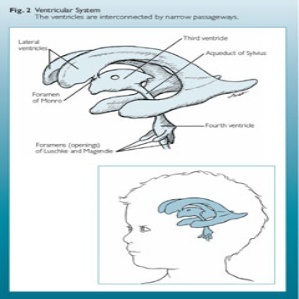 Fig. 2 Ventricular System
The ventricles are interconnected by narrow passageways.
Lateral
ventricles
Third ventricle
Aqueduct of Sylvius
Foramen
of Monro
Fourth ventricle
Foramens (openings)
of Luschke and Magendie